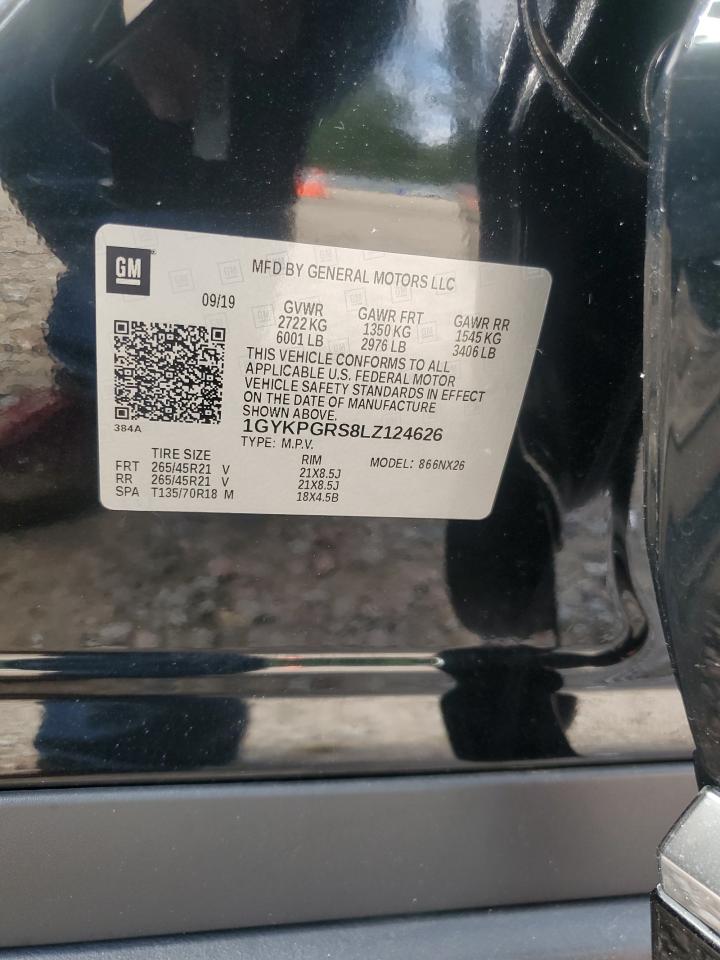 GM
MFD BY GENERAL MOTORS LLC
09/19
GVWR GAWR FRT GAWR RR
2722 KG 1350 KG 1545 KG
6001 LB 2976 LB 3406 LB
THIS VEHICLE CONFORMS TO ALL
APPLICABLE U.S. FEDERAL MOTOR
VEHICLE SAFETY STANDARDS IN EFFECT
ON THE DATE OF MANUFACTURE
SHOWN ABOVE.
384A
1GYKPGRS8LZ124626
TYPE: M.P.V.
MODEL: 866NX26
TIRE SIZE RIM
FRT 265/45R21 V 21X8.5J
RR 265/45R21 V 21X8.5J
SPA T135/70R18 M 18X4.5B